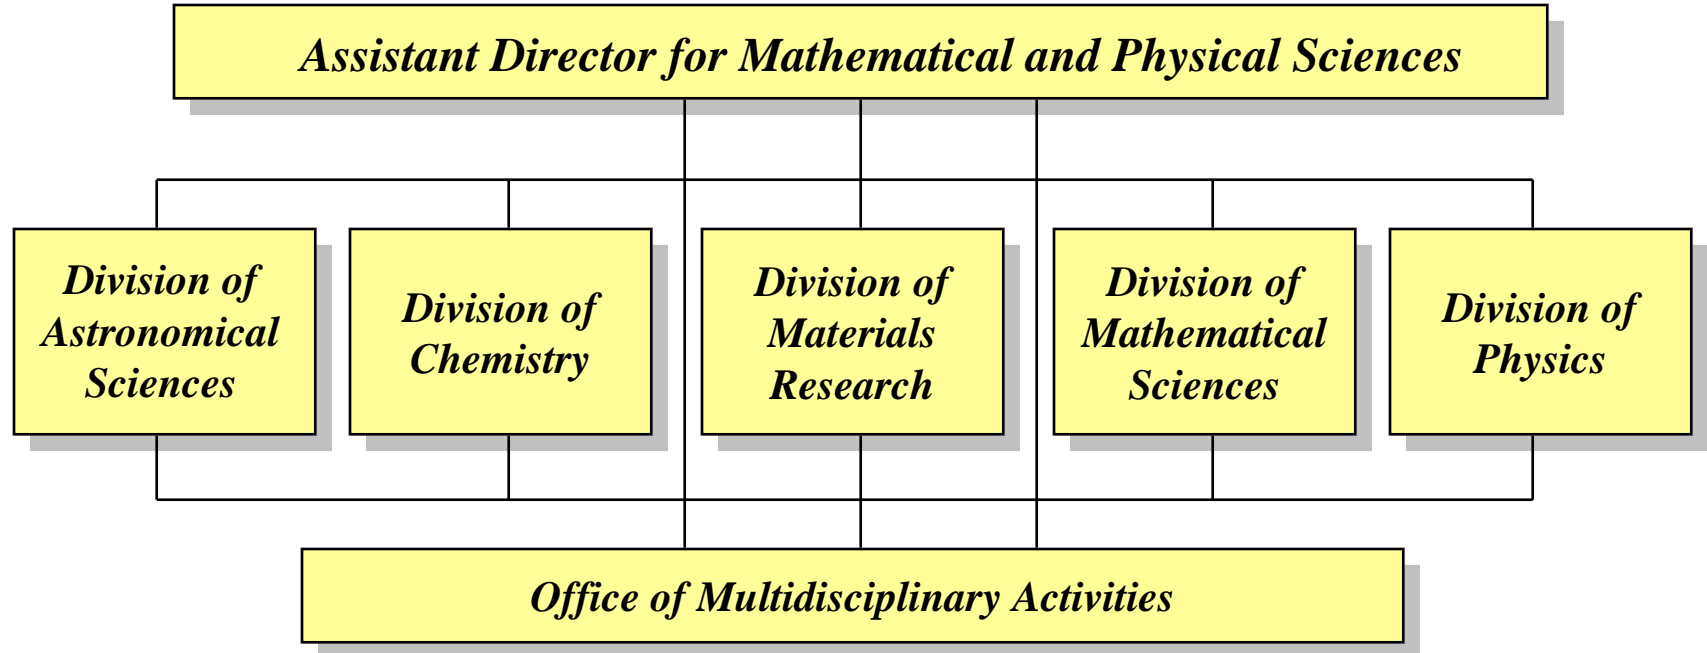 Assistant Director for Mathematical and Physical Sciences
Division of
Astronomical
Sciences
Division of
Chemistry
Division of
Materials
Research
Division of
Mathematical
Sciences
Division of
Physics
Office of Multidisciplinary Activities